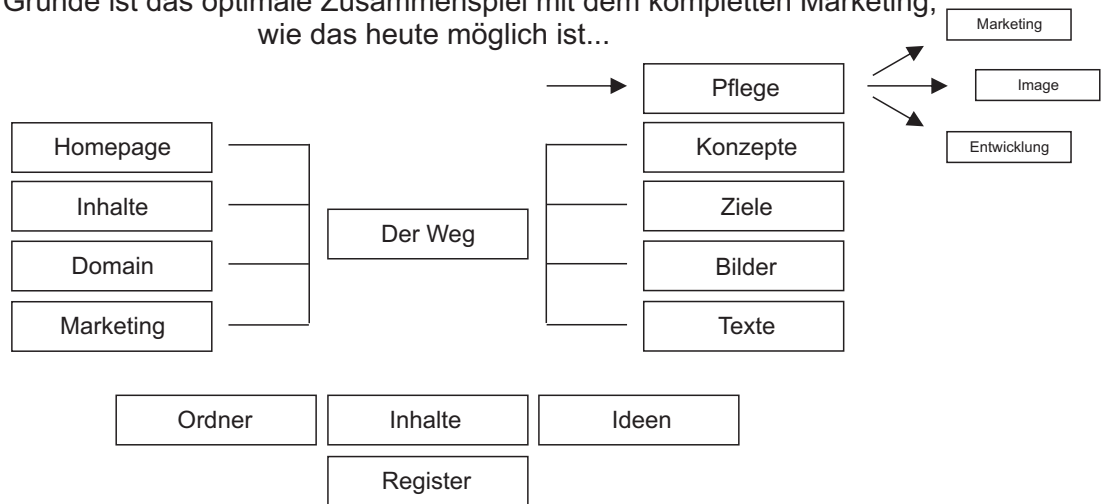 Gründe ist das optimale Zusammenspiel mit dem kompletten Marketing,
wie das heute möglich ist...
Marketing
Pflege
Image
Homepage
Konzepte
Entwicklung
Inhalte
Ziele
Der Weg
Domain
Bilder
Marketing
Texte
Ordner
Inhalte
Ideen
Register